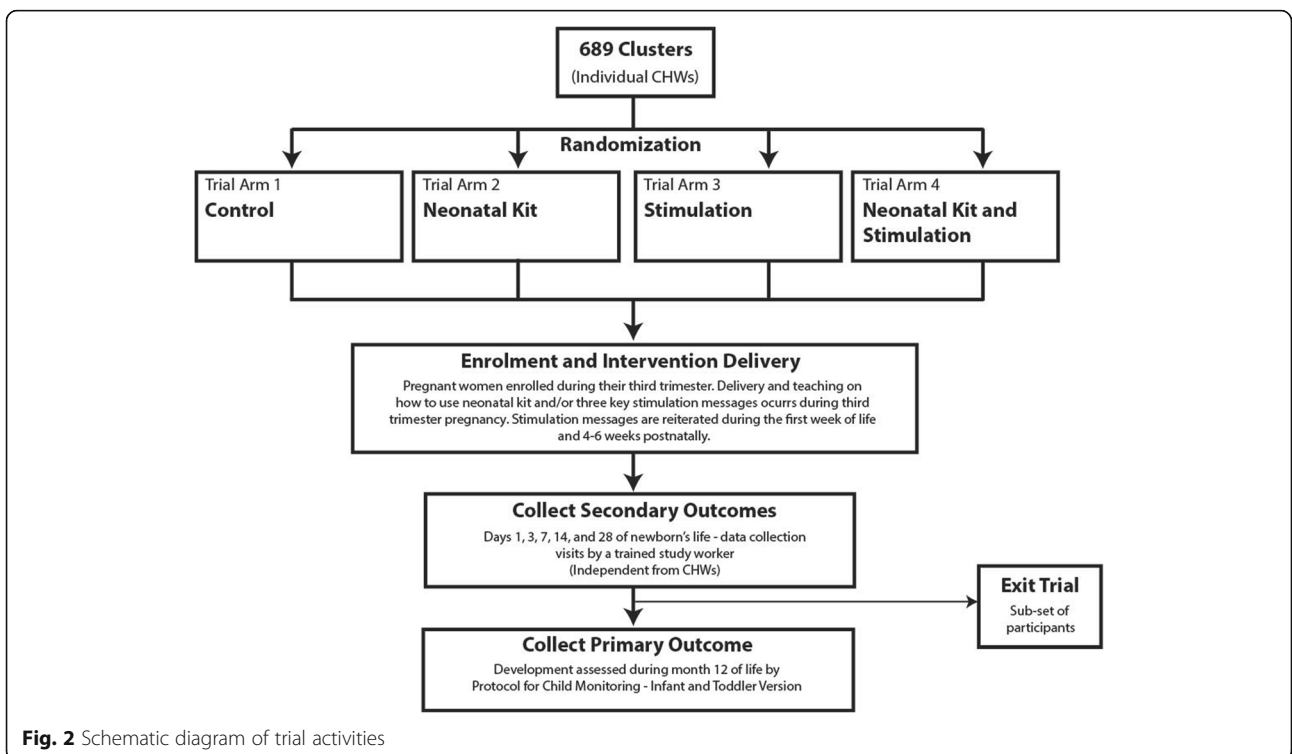 689 Clusters
(Individual CHWs)
Randomization
Trial Arm 1
Control
Trial Arm 2
Neonatal Kit
Trial Arm 3
Stimulation
Trial Arm 4
Neonatal Kit and
Stimulation
Enrolment and Intervention Delivery
Pregnant women enrolled during their third trimester. Delivery and teaching on
how to use neonatal kit and/or three key stimulation messages ocurrs during third
trimester pregnancy. Stimulation messages are reiterated during the first week of life
and 4-6 weeks postnatally.
Collect Secondary Outcomes
Days 1, 3, 7, 14, and 28 of newborn's life - data collection
visits by a trained study worker
(Independent from CHWs)
Exit Trial
Sub-set of
participants
Collect Primary Outcome
Development assessed during month 12 of life by
Protocol for Child Monitoring - Infant and Toddler Version
Fig. 2 Schematic diagram of trial activities